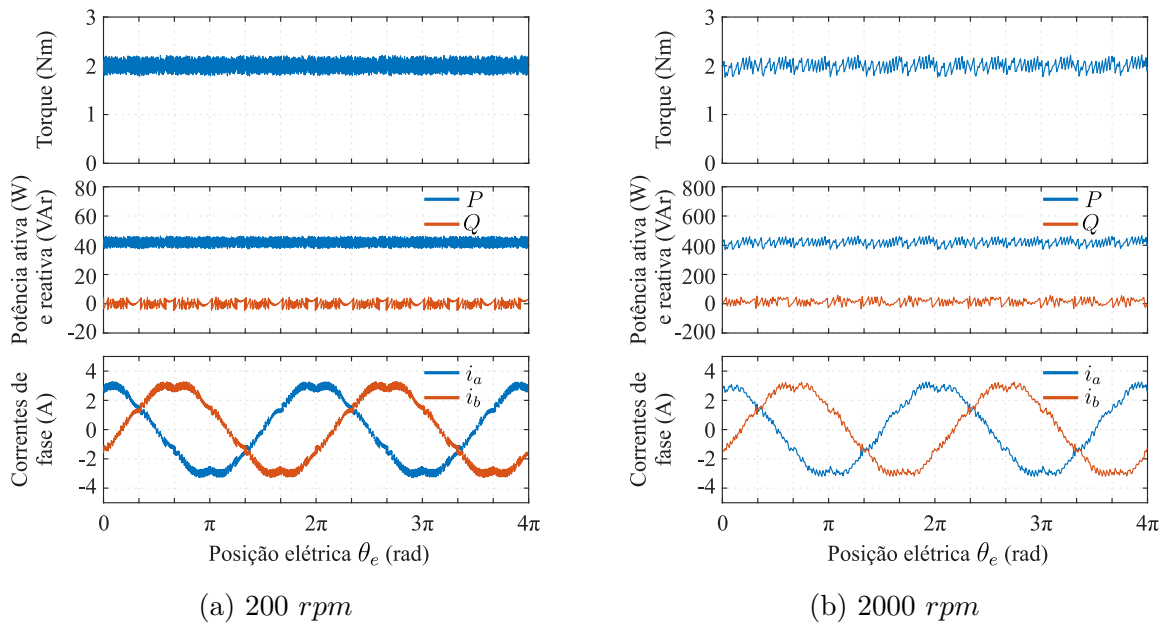 3
2
1
0
Torque (Nm)
80
60
40
20
0
-20
Potência ativa (W)
e reativa (VAr)
P
Q
4
2
0
-2
-4
Correntes de
fase (A)
i_a
i_b
0
π
2π
3π
4π
Posição elétrica θ_e (rad)
(a) 200 rpm
3
2
1
0
Torque (Nm)
800
600
400
200
0
-200
Potência ativa (W)
e reativa (VAr)
P
Q
4
2
0
-2
-4
Correntes de
fase (A)
i_a
i_b
0
π
2π
3π
4π
Posição elétrica θ_e (rad)
(b) 2000 rpm